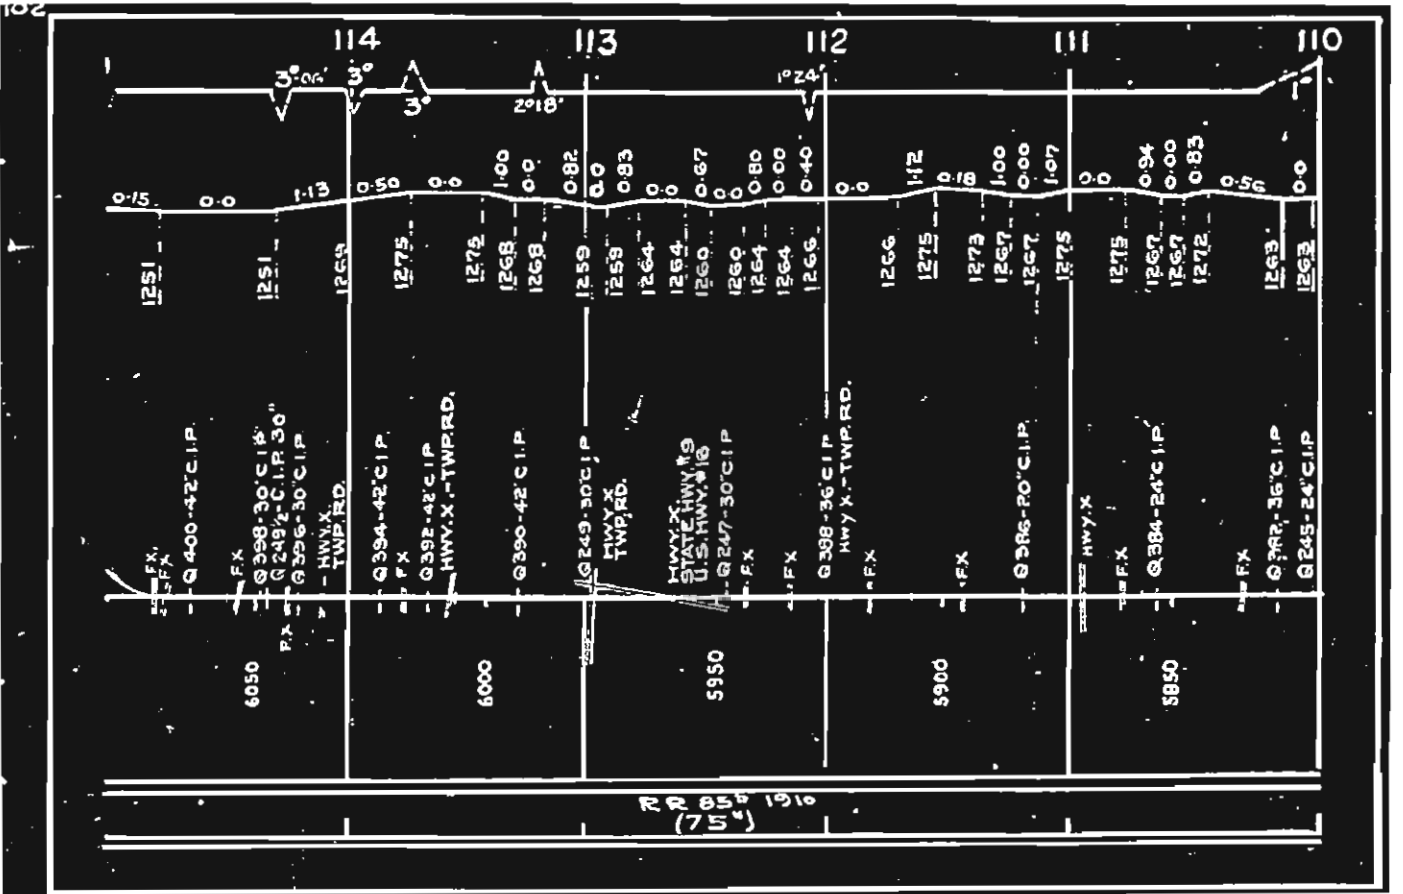 102
114 113 112 111 110
3°-06' 3° 3° 2°18' 1°24' 1°
0.15 0.0 1.13 0.50 0.0 1.00 0.0 0.82 0.0 0.83 0.0 0.67 0.0 0.80 0.00 0.40 0.0 1.12 0.18 1.00 0.00 1.07 0.0 0.94 0.00 0.83 0.56 0.0
1251 1251 1269 1275 1275 1268 1268 1259 1259 1264 1264 1260 1260 1264 1264 1266 1266 1275 1273 1267 1267 1275 1275 1267 1267 1272 1263 1263
F.X.
F.X
Q 400-42"C.I.P.
F.X
Q 398-30"C.I.P.
Q 249½-C.I.P. 30"
F.X
Q 396-30"C.I.P.
HWY.X.
TWP.RD.
Q 394-42"C.I.P.
F.X
Q 392-42"C.I.P
HWY.X.-TWP.RD.
Q 390-42"C.I.P.
Q 249-30"C.I.P
HWY.X
TWP.RD.
HWY.X.
STATE HWY.#9
U.S. HWY.#16
Q 247-30"C.I.P
F.X
F.X
Q 388-36"C.I.P
HWY X.-TWP.RD.
F.X
F.X
Q 386-20"C.I.P.
HWY.X
F.X
Q 384-24"C.I.P.
F.X
Q 382-36"C.I.P
Q 245-24"C.I.P
6050 6000 5950 5900 5850
R R 85# 1910
(75#)